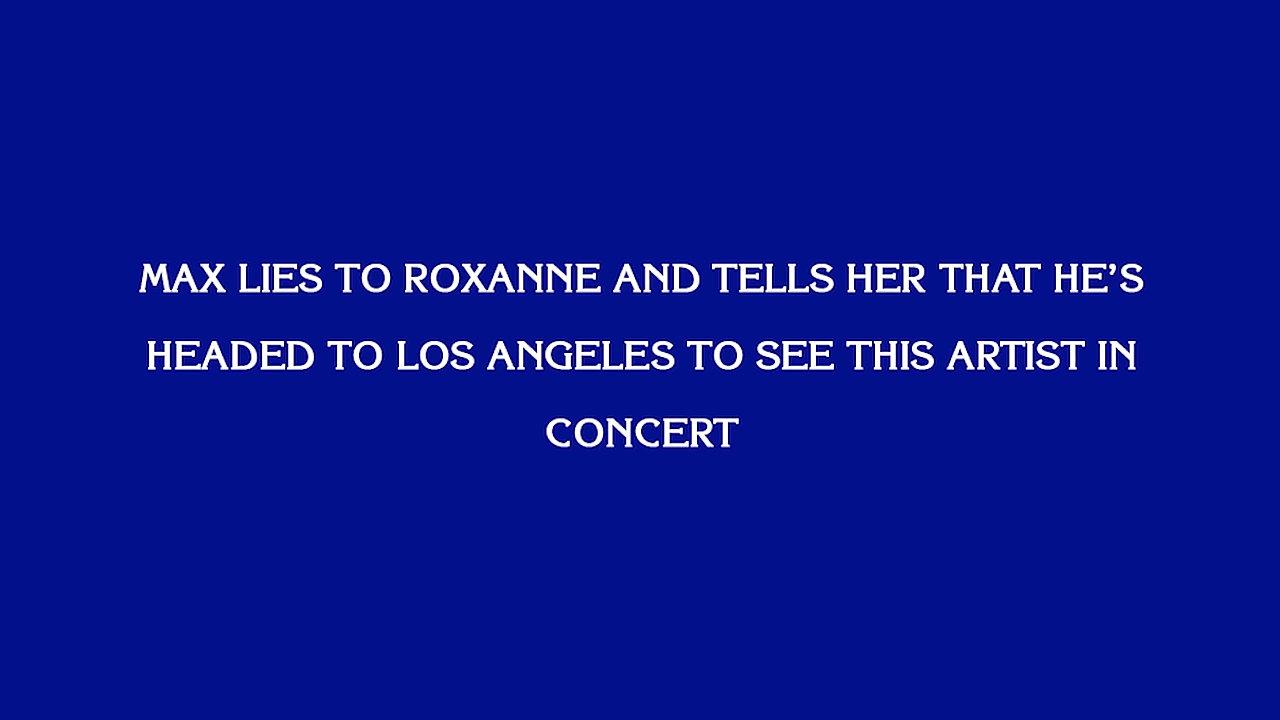 MAX LIES TO ROXANNE AND TELLS HER THAT HE’S
HEADED TO LOS ANGELES TO SEE THIS ARTIST IN
CONCERT